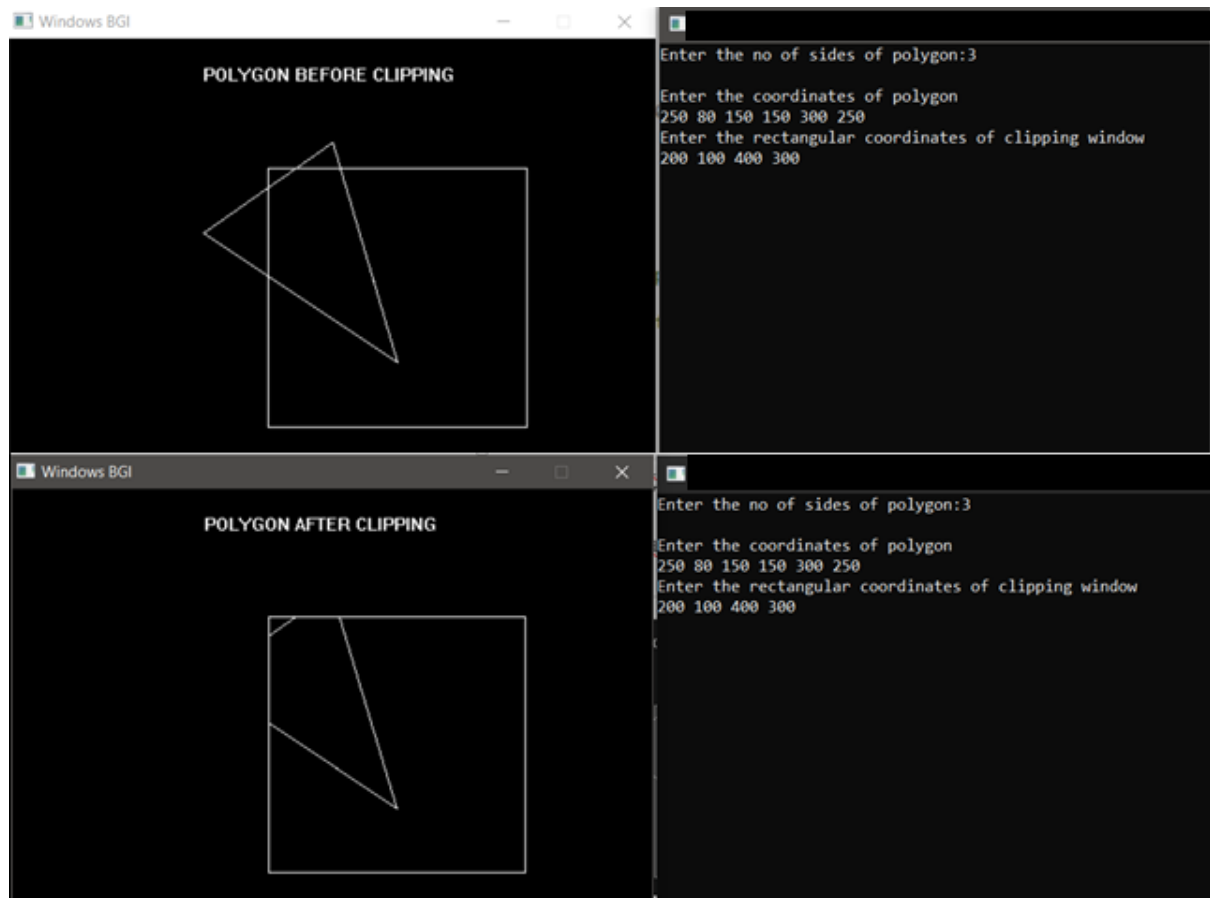 Windows BGI
POLYGON BEFORE CLIPPING
Enter the no of sides of polygon:3
Enter the coordinates of polygon
250 80 150 150 300 250
Enter the rectangular coordinates of clipping window
200 100 400 300
Windows BGI
POLYGON AFTER CLIPPING
Enter the no of sides of polygon:3
Enter the coordinates of polygon
250 80 150 150 300 250
Enter the rectangular coordinates of clipping window
200 100 400 300